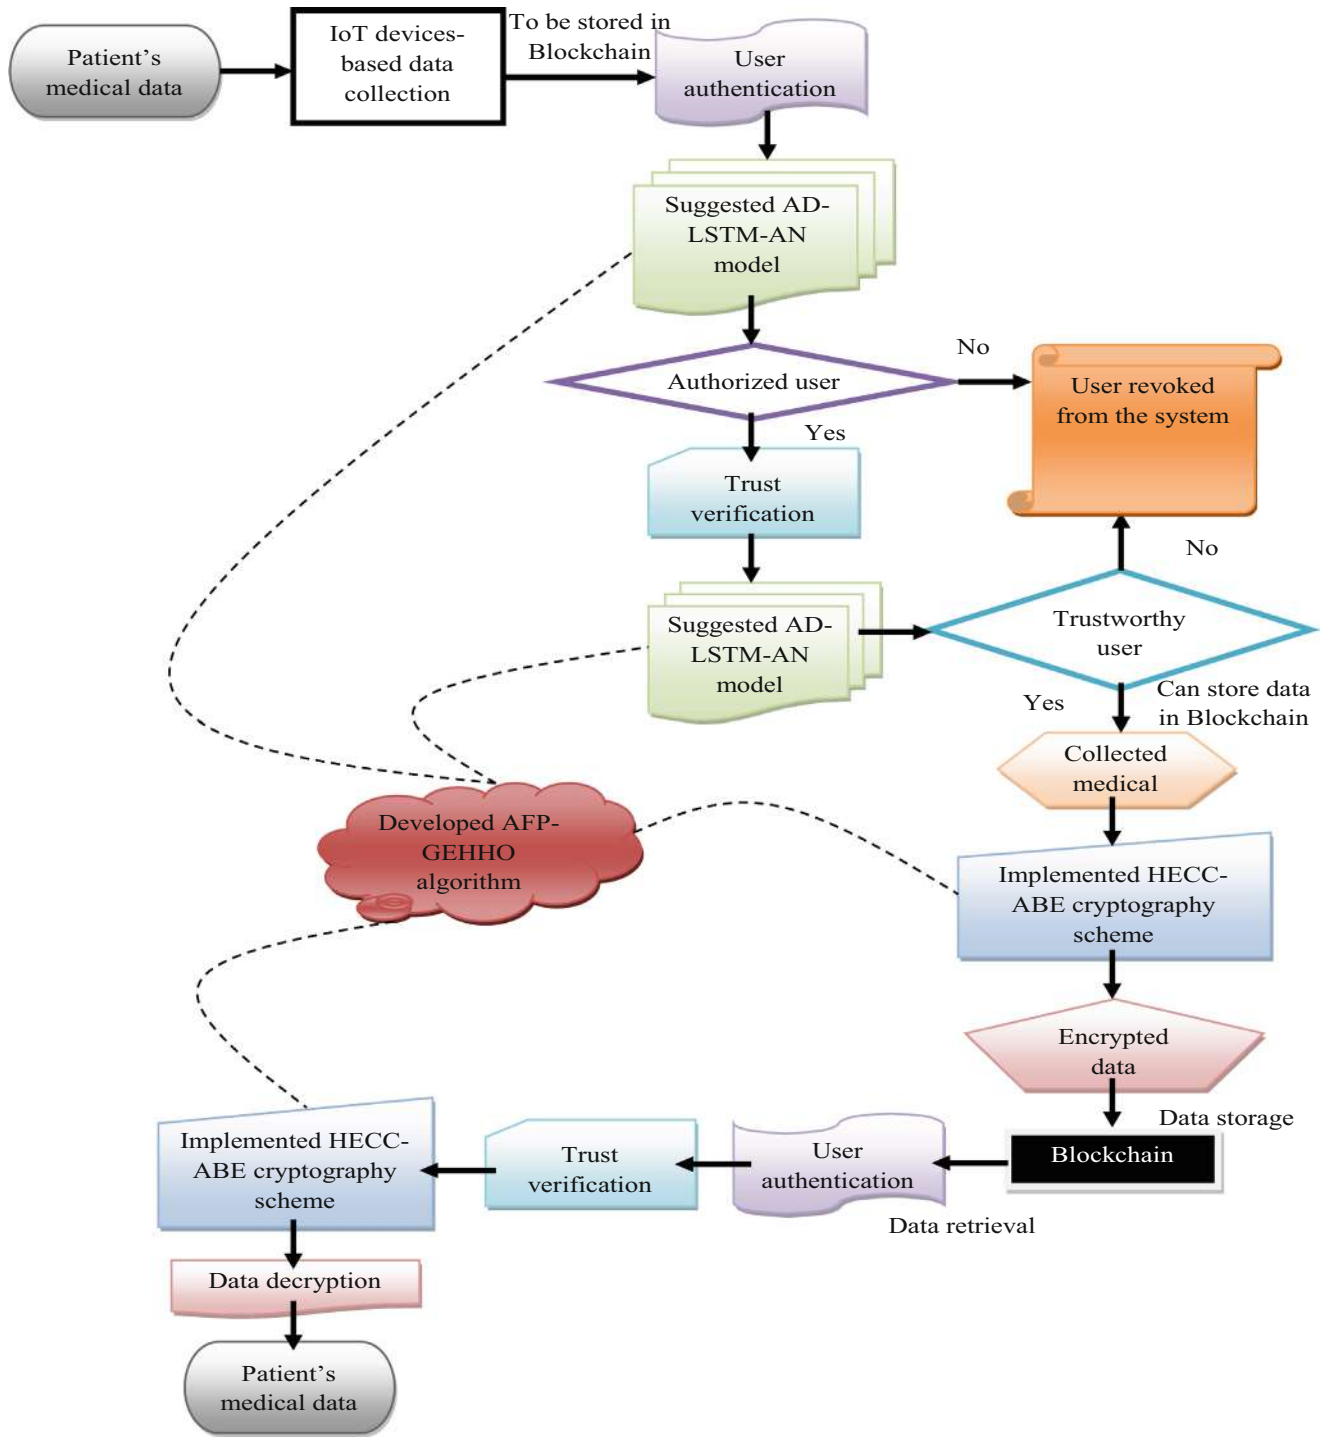 Patient’s
medical data
IoT devices-
based data
collection
To be stored in
Blockchain
User
authentication
Suggested AD-
LSTM-AN
model
Authorized user
No
User revoked
from the system
Yes
Trust
verification
No
Suggested AD-
LSTM-AN
model
Trustworthy
user
Yes
Can store data
in Blockchain
Collected
medical
Developed AFP-
GEHHO
algorithm
Implemented HECC-
ABE cryptography
scheme
Encrypted
data
Data storage
Blockchain
User
authentication
Data retrieval
Trust
verification
Implemented HECC-
ABE cryptography
scheme
Data decryption
Patient’s
medical data